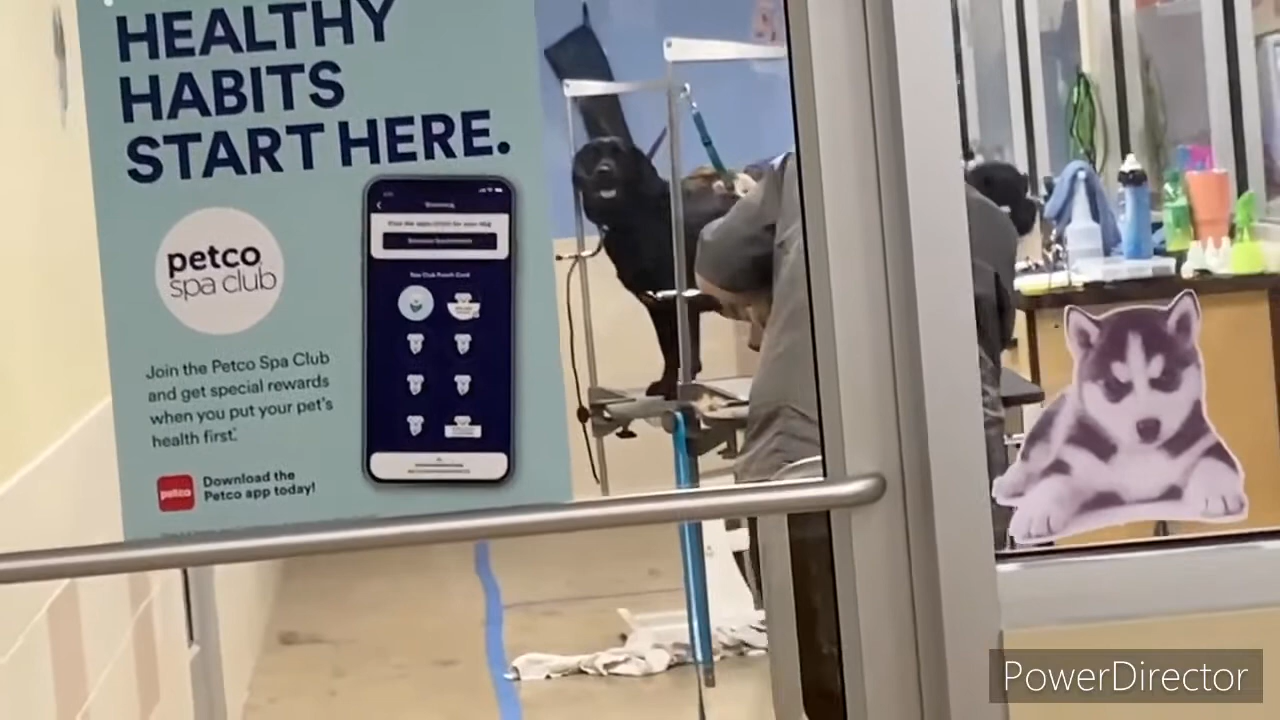 HEALTHY
HABITS
START HERE.
petco
spa club
Join the Petco Spa Club
and get special rewards
when you put your pet's
health first.*
petco
Download the
Petco app today!
PowerDirector